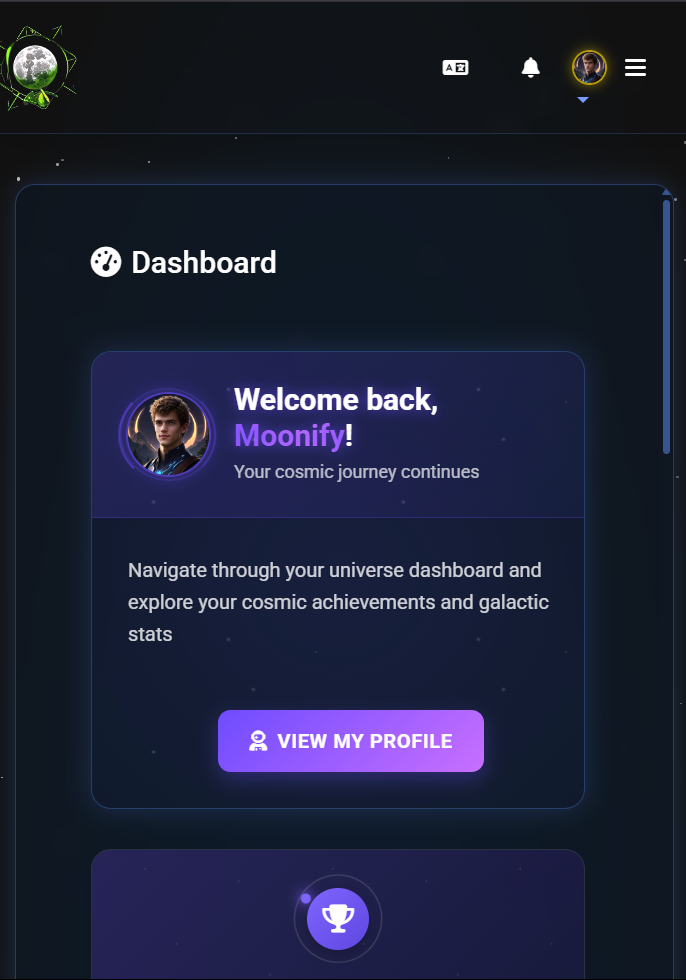 Dashboard
Welcome back,
Moonify!
Your cosmic journey continues
Navigate through your universe dashboard and
explore your cosmic achievements and galactic
stats
VIEW MY PROFILE